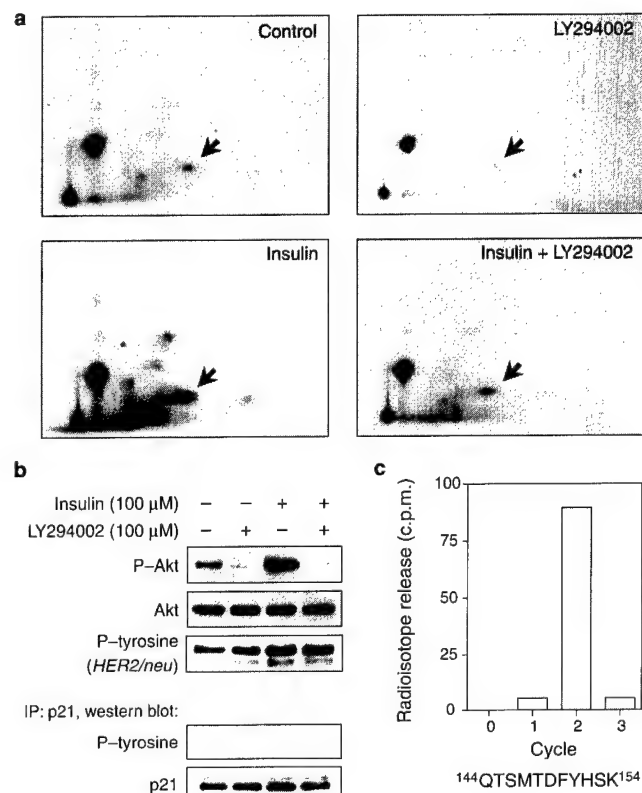 a
Control
LY294002
Insulin
Insulin + LY294002
b
Insulin (100 μM) – – + +
LY294002 (100 μM) – + – +
P–Akt
Akt
P–tyrosine
(HER2/neu)
IP: p21, western blot:
P–tyrosine
p21
c
Radioisotope release (c.p.m.)
100
75
50
25
0
0 1 2 3
Cycle
¹⁴⁴QTSMTDFYHSK¹⁵⁴